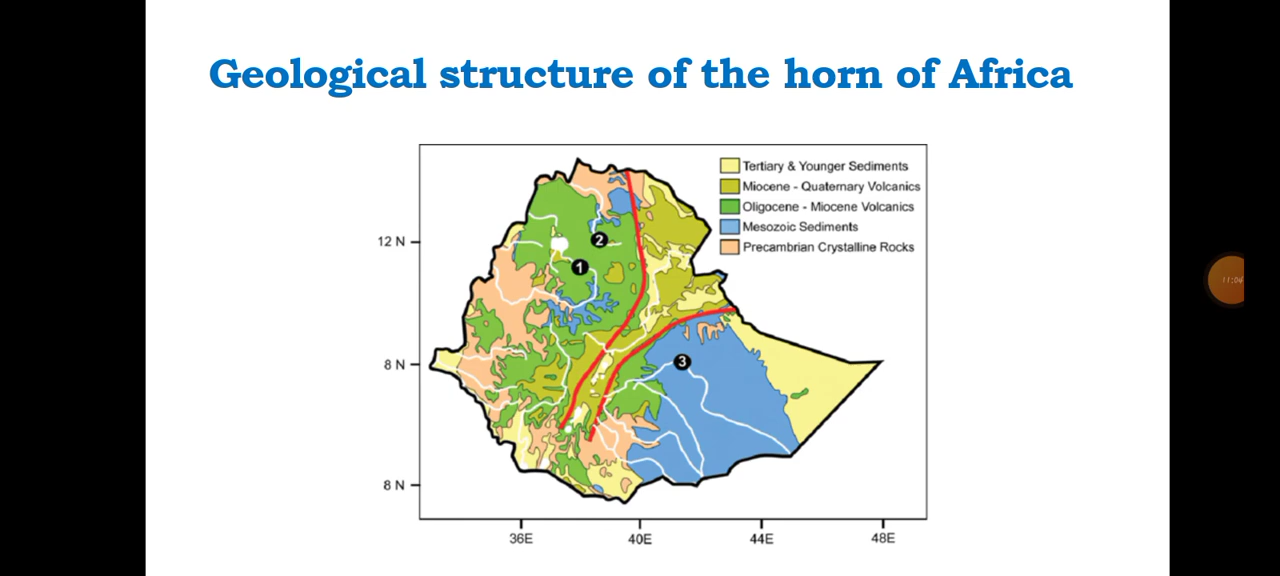 Geological structure of the horn of Africa
Tertiary & Younger Sediments
Miocene - Quaternary Volcanics
Oligocene - Miocene Volcanics
Mesozoic Sediments
Precambrian Crystalline Rocks
12 N
2
1
8 N
3
8 N
36E 40E 44E 48E